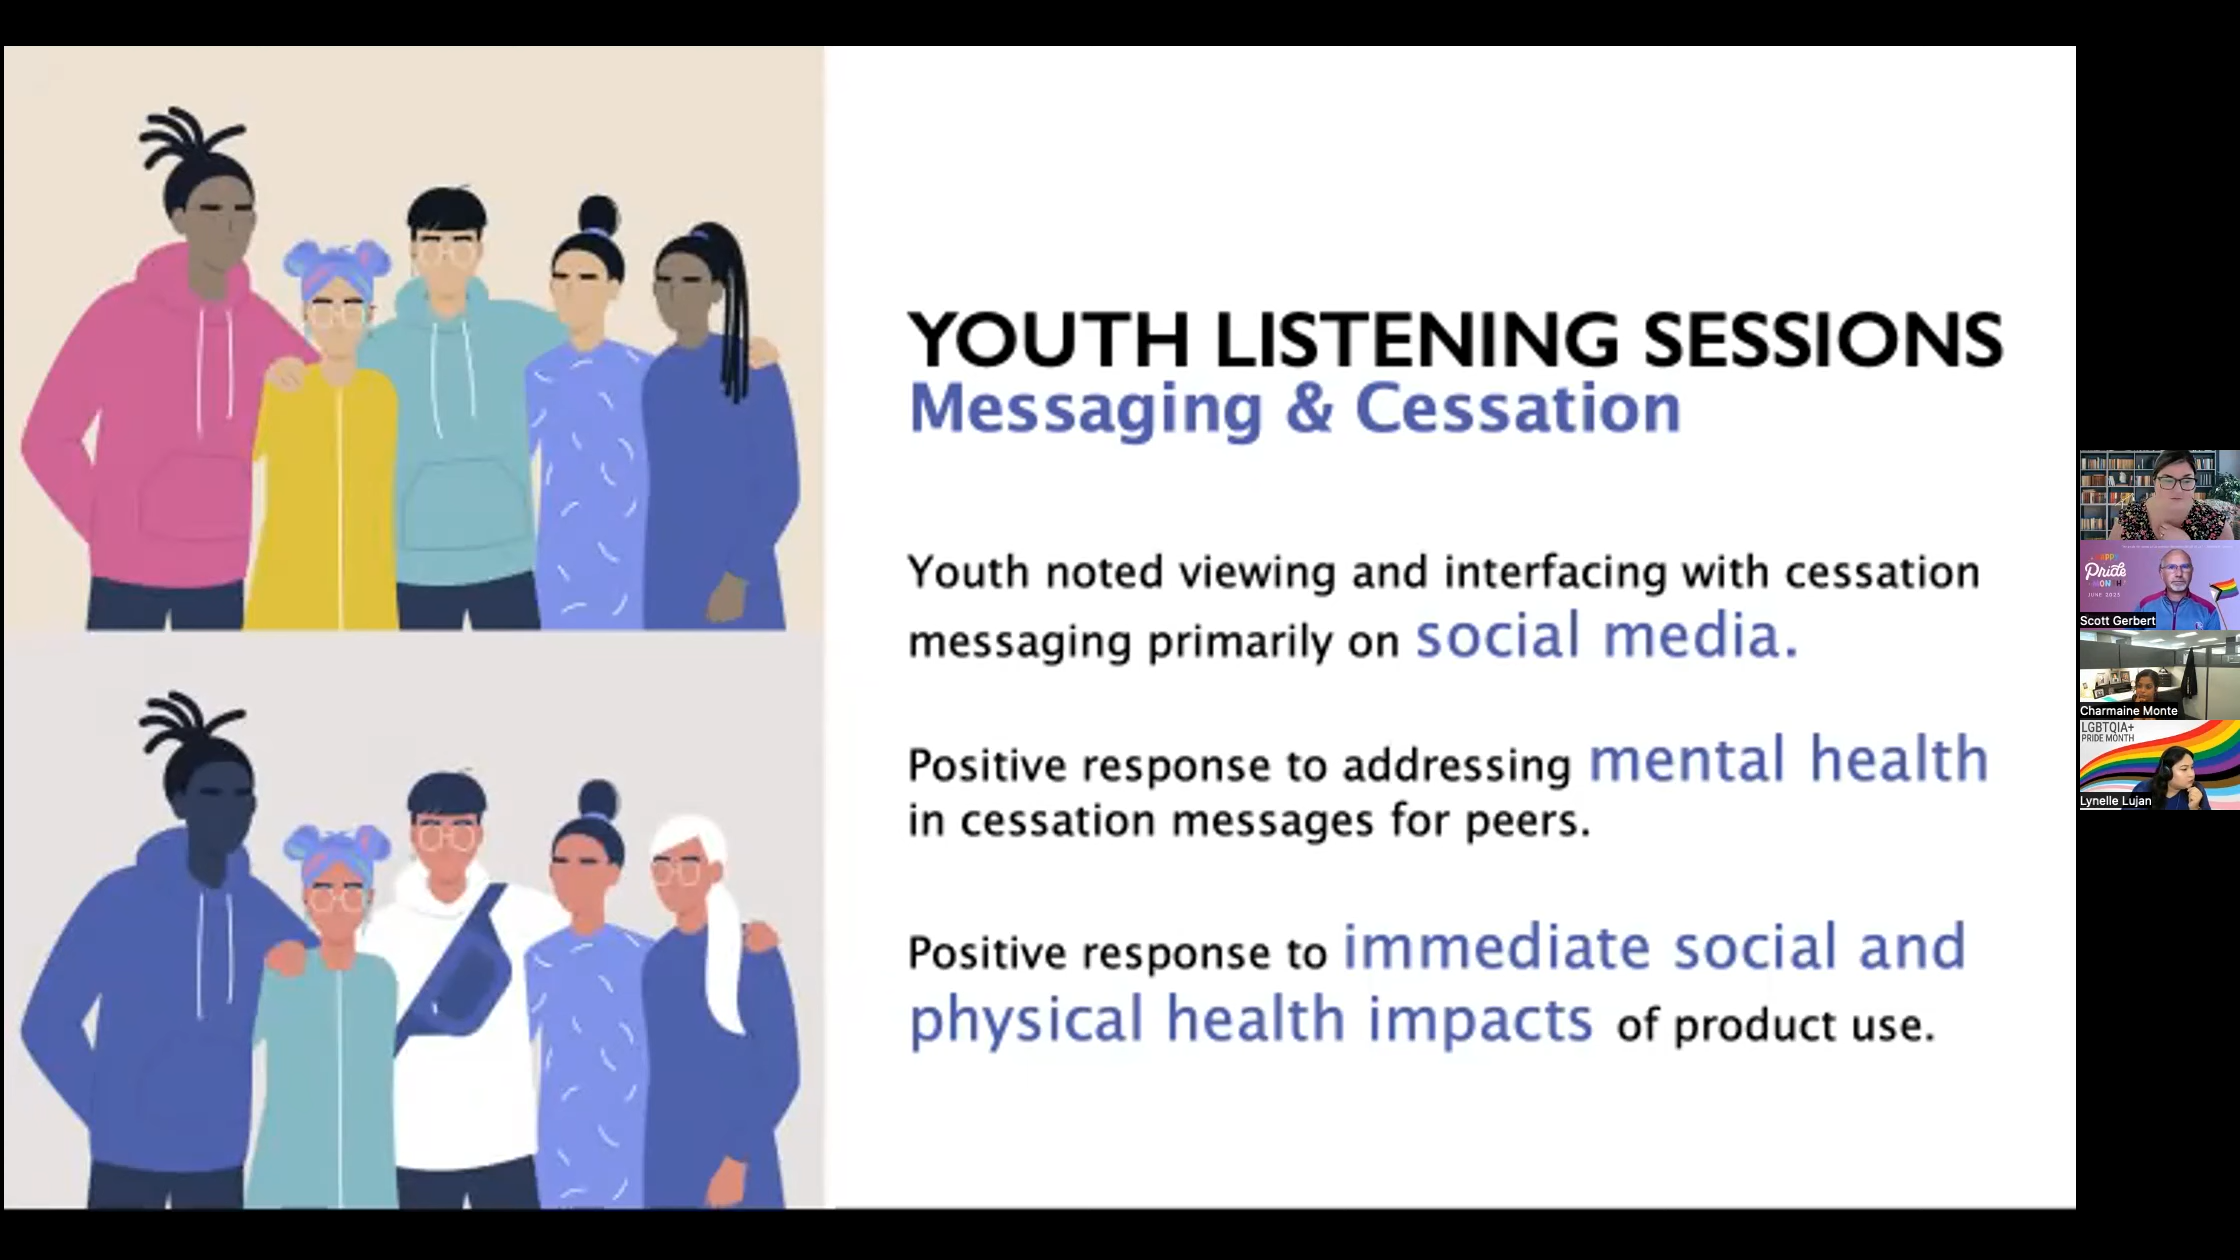 YOUTH LISTENING SESSIONS
Messaging & Cessation
Youth noted viewing and interfacing with cessation
messaging primarily on social media.
Positive response to addressing mental health
in cessation messages for peers.
Positive response to immediate social and
physical health impacts of product use.
Pride
MONTH
JUNE 2023
Scott Gerbert
Charmaine Monte
LGBTQIA+
PRIDE MONTH
Lynelle Lujan